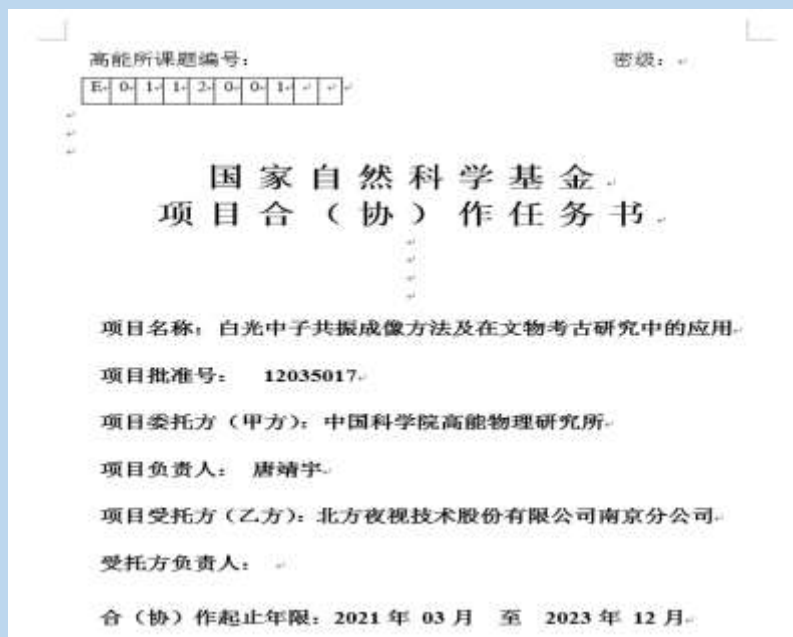 高能所课题编号： 密级：
E 0 1 1 2 0 0 1
国家自然科学基金
项目合（协）作任务书
项目名称：白光中子共振成像方法及在文物考古研究中的应用
项目批准号： 12035017
项目委托方（甲方）：中国科学院高能物理研究所
项目负责人： 唐靖宇
项目受托方（乙方）：北方夜视技术股份有限公司南京分公司
受托方负责人：
合（协）作起止年限：2021 年 03 月 至 2023 年 12 月